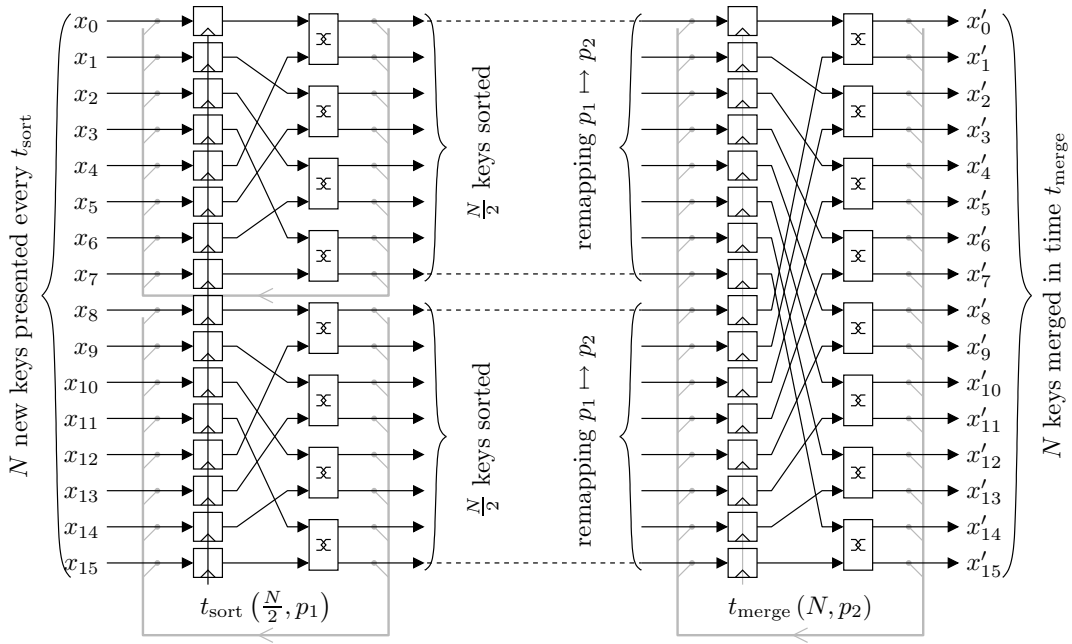 N new keys presented every t_sort
x_0
x_1
x_2
x_3
x_4
x_5
x_6
x_7
x_8
x_9
x_10
x_11
x_12
x_13
x_14
x_15
t_sort (N/2, p_1)
N/2 keys sorted
N/2 keys sorted
remapping p_1 ↦ p_2
remapping p_1 ↦ p_2
t_merge (N, p_2)
x′_0
x′_1
x′_2
x′_3
x′_4
x′_5
x′_6
x′_7
x′_8
x′_9
x′_10
x′_11
x′_12
x′_13
x′_14
x′_15
N keys merged in time t_merge